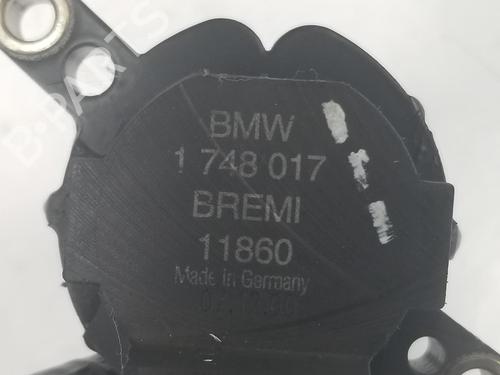 BMW
1 748 017
BREMI
11860
Made in Germany
B-PARTS